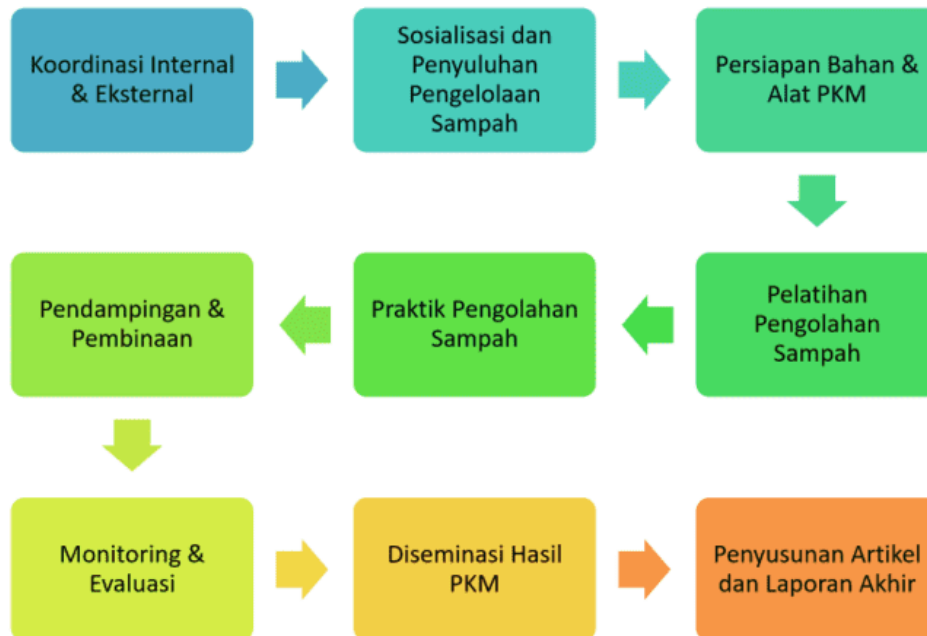 Koordinasi Internal
& Eksternal
Sosialisasi dan
Penyuluhan
Pengelolaan
Sampah
Persiapan Bahan &
Alat PKM
Pelatihan
Pengolahan
Sampah
Praktik Pengolahan
Sampah
Pendampingan &
Pembinaan
Monitoring &
Evaluasi
Diseminasi Hasil
PKM
Penyusunan Artikel
dan Laporan Akhir